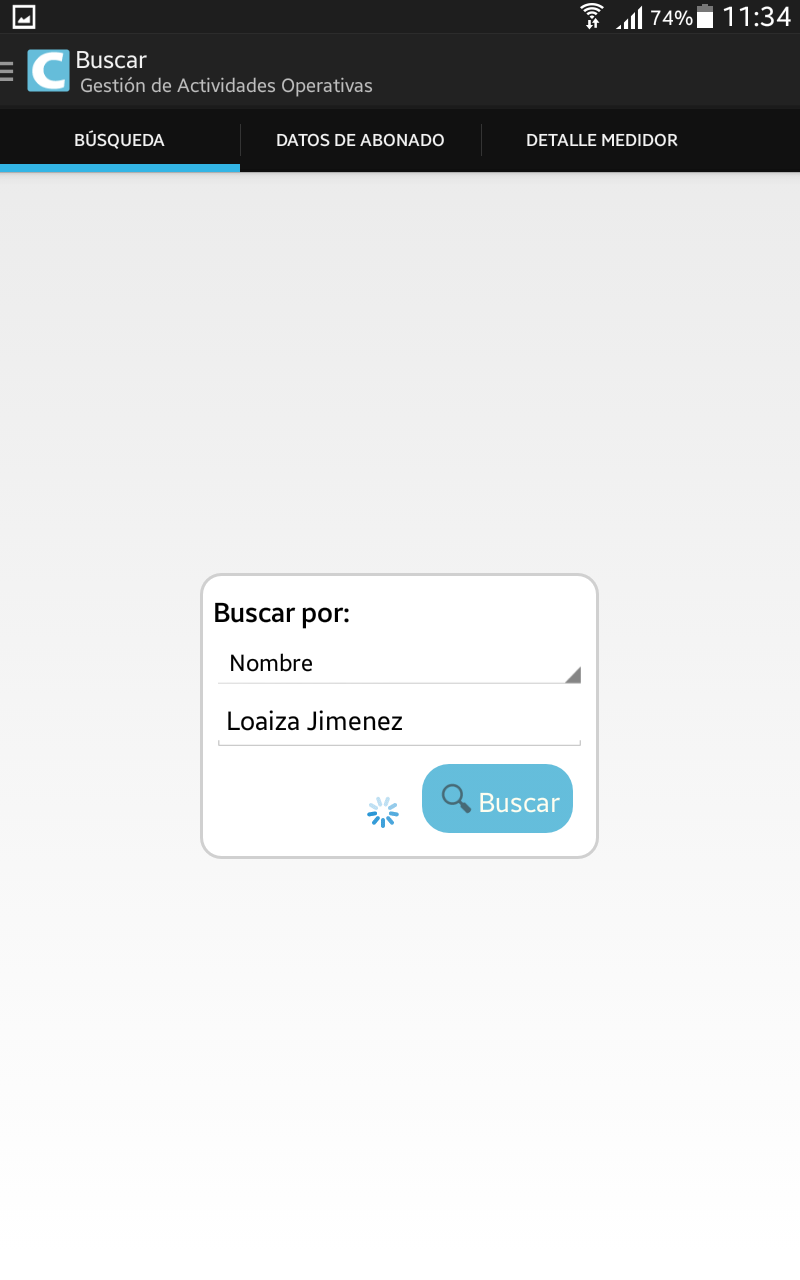 74% 11:34
C Buscar
Gestión de Actividades Operativas
BÚSQUEDA DATOS DE ABONADO DETALLE MEDIDOR
Buscar por:
Nombre
Loaiza Jimenez
Buscar